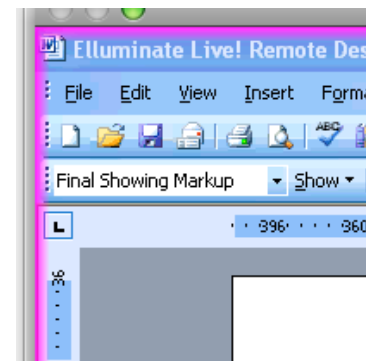 Elluminate Live! Remote Des
File Edit View Insert Forma
Final Showing Markup Show
396 360
36